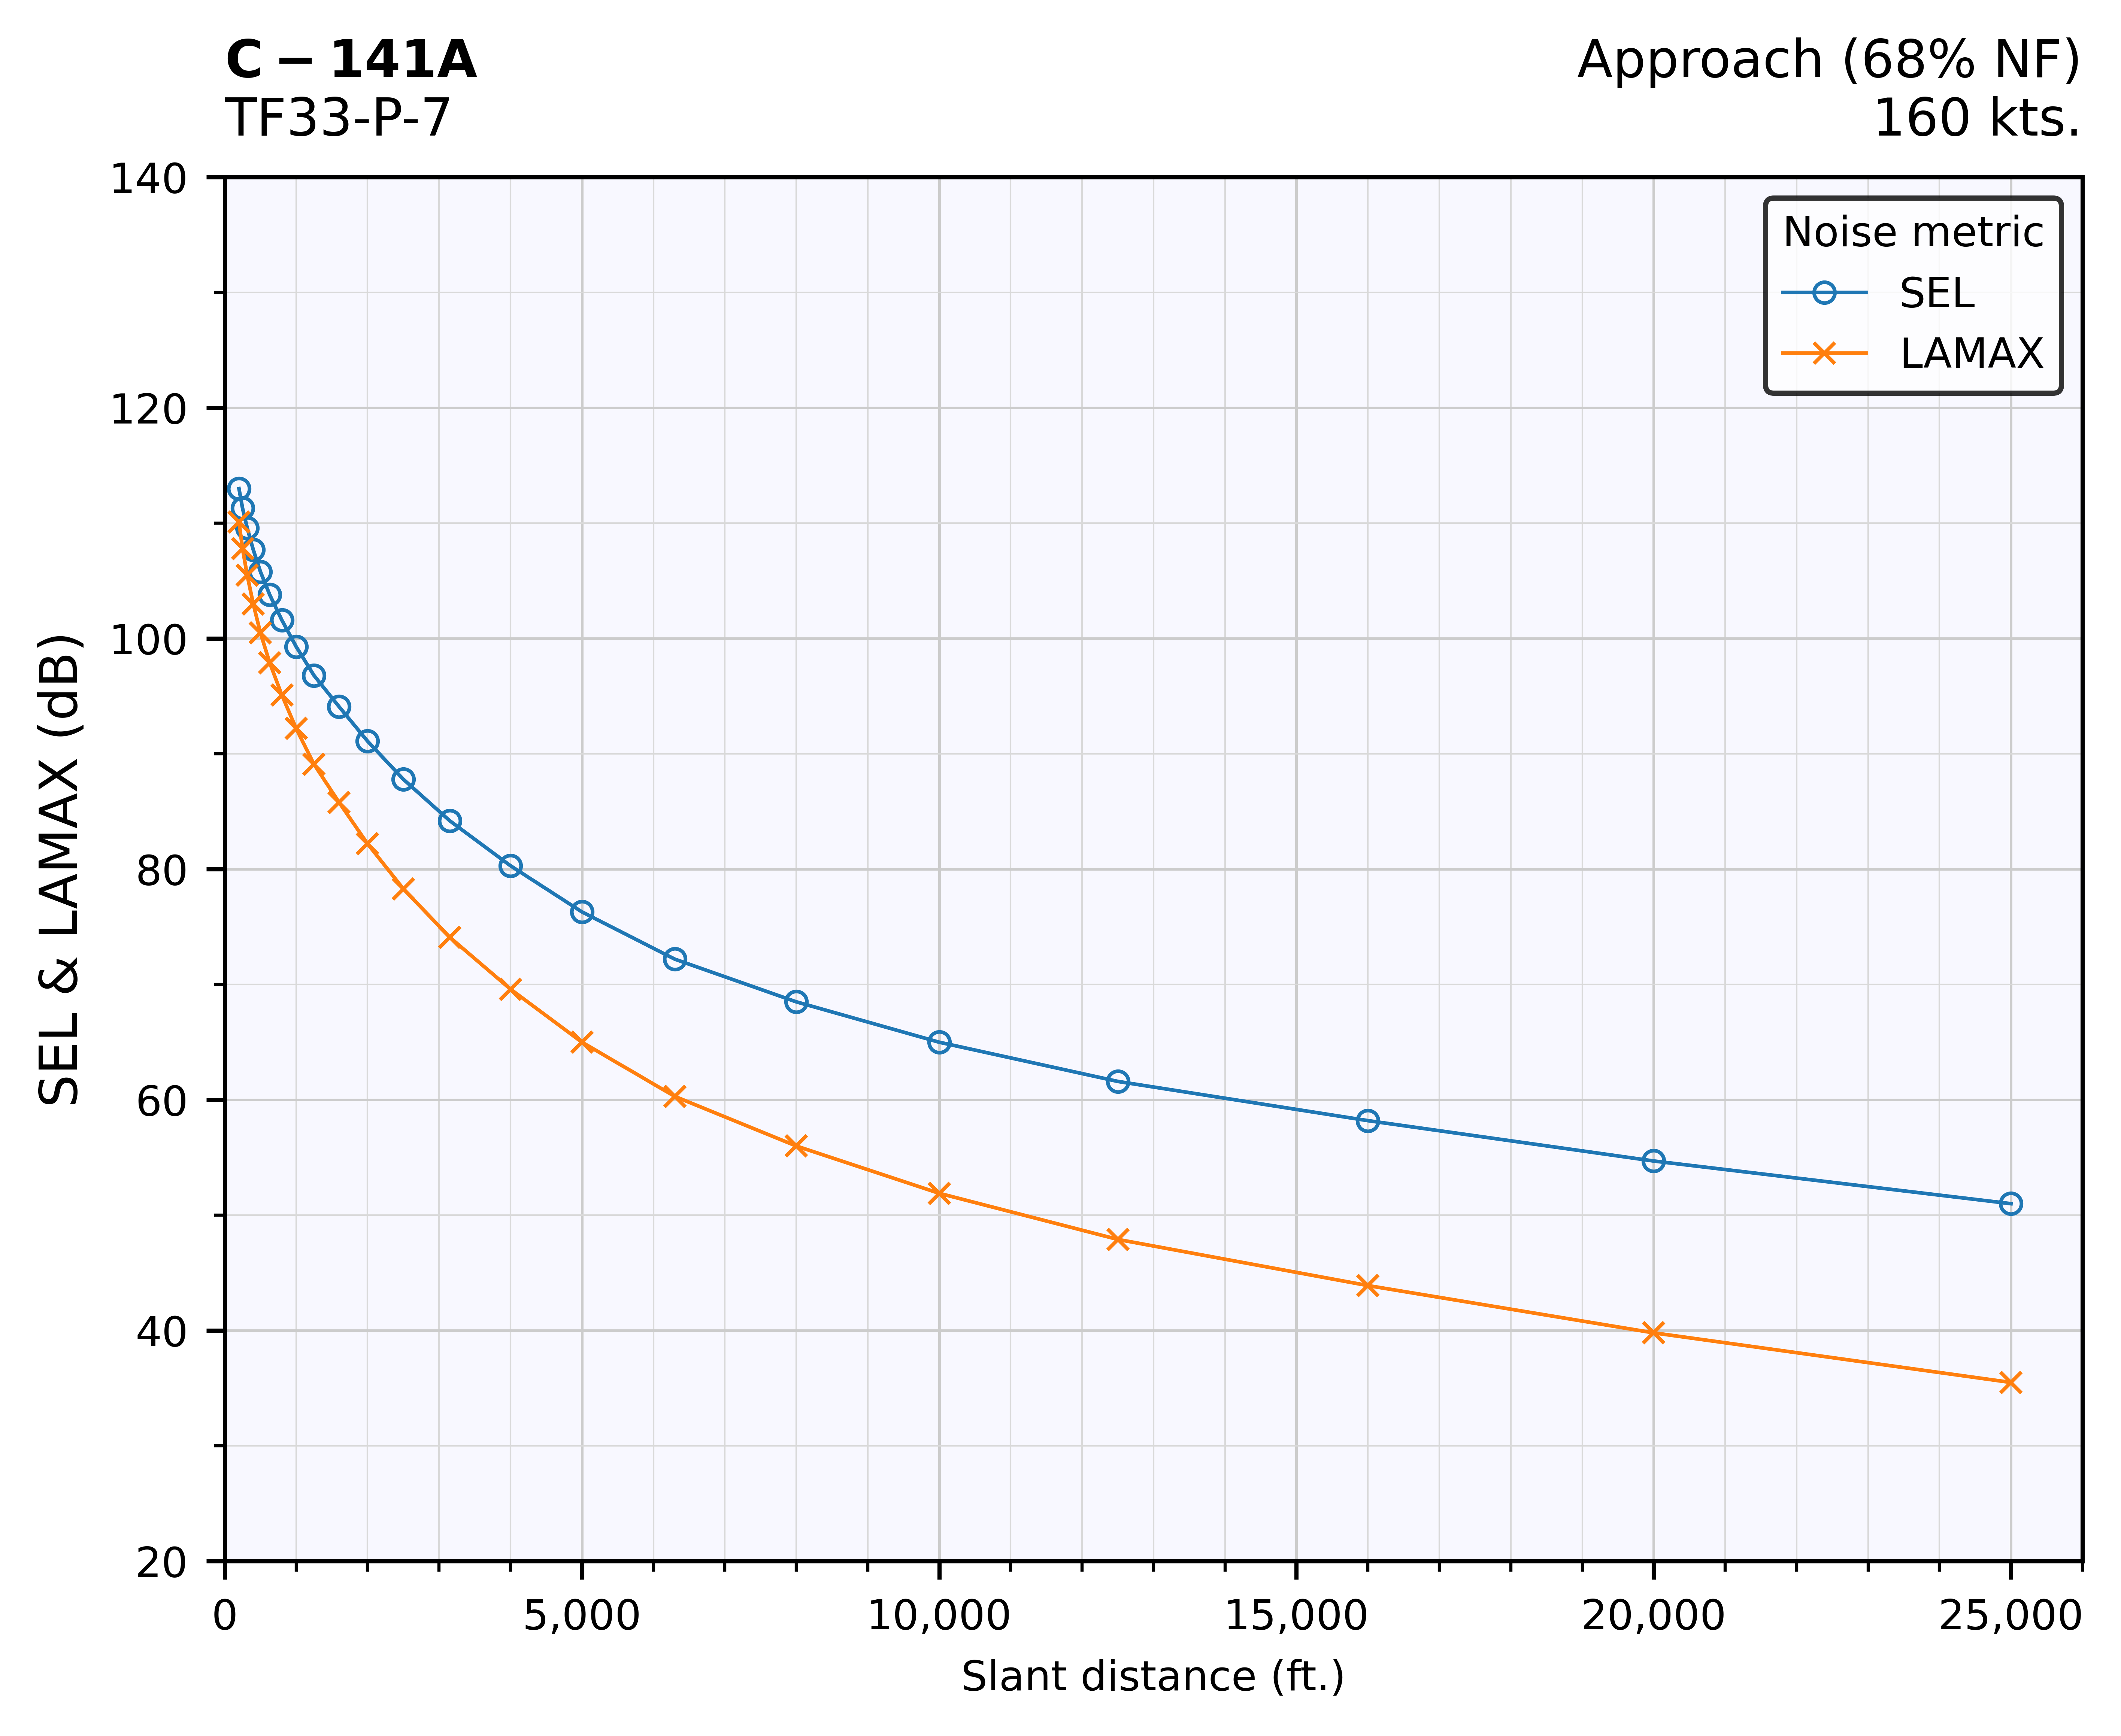 C − 141A
TF33-P-7
Approach (68% NF)
160 kts.
Noise metric
SEL
LAMAX
SEL & LAMAX (dB)
140
120
100
80
60
40
20
0
5,000
10,000
15,000
20,000
25,000
Slant distance (ft.)